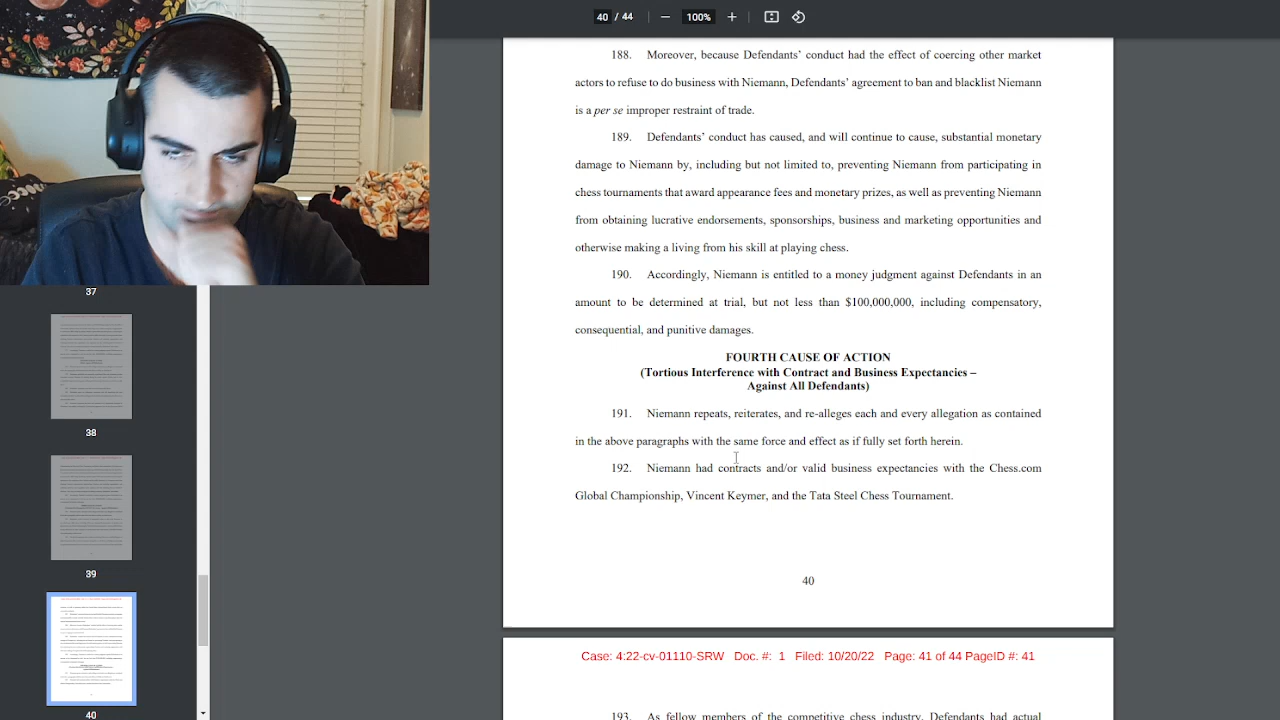 40 / 44
100%
188. Moreover, because Defendants' conduct had the effect of coercing other market
actors to refuse to do business with Niemann, Defendants' agreement to ban and blacklist Niemann
is a per se improper restraint of trade.
189. Defendants' conduct has caused, and will continue to cause, substantial monetary
damage to Niemann by, including but not limited to, preventing Niemann from participating in
chess tournaments that award appearance fees and monetary prizes, as well as preventing Niemann
from obtaining lucrative endorsements, sponsorships, business and marketing opportunities and
otherwise making a living from his skill at playing chess.
190. Accordingly, Niemann is entitled to a money judgment against Defendants in an
amount to be determined at trial, but not less than $100,000,000, including compensatory,
consequential, and punitive damages.
FOURTH CAUSE OF ACTION
(Tortious Interference with Contract and Business Expectancies –
Against All Defendants)
191. Niemann repeats, reiterates, and re-alleges each and every allegation as contained
in the above paragraphs with the same force and effect as if fully set forth herein.
192. Niemann had contracts and/or valid business expectancies with the Chess.com
Global Championship, Vincent Keymer, and the Tata Steel Chess Tournament.
40
Case: 4:22-cv-01110 Doc. #: 1 Filed: 10/20/22 Page: 41 of 44 PageID #: 41
193. As fellow members of the competitive chess industry, Defendants had actual
37
38
39
40